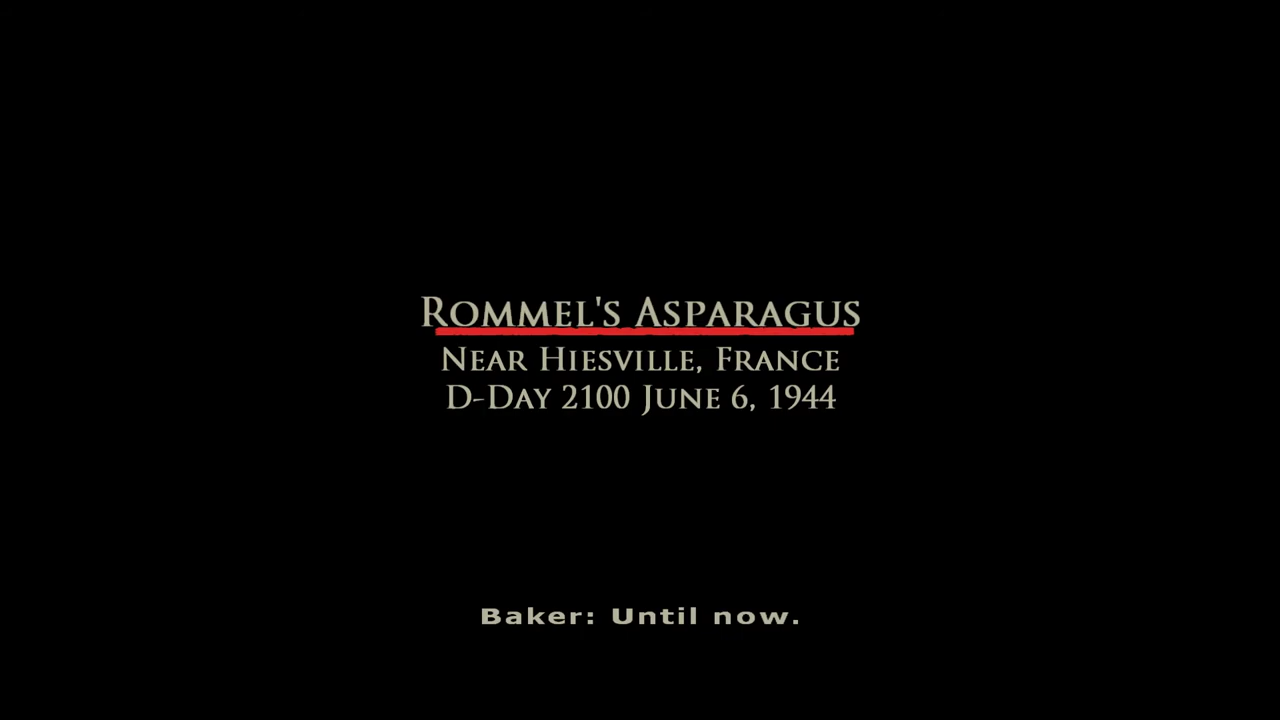 Rommel's Asparagus
Near Hiesville, France
D-Day 2100 June 6, 1944
Baker: Until now.